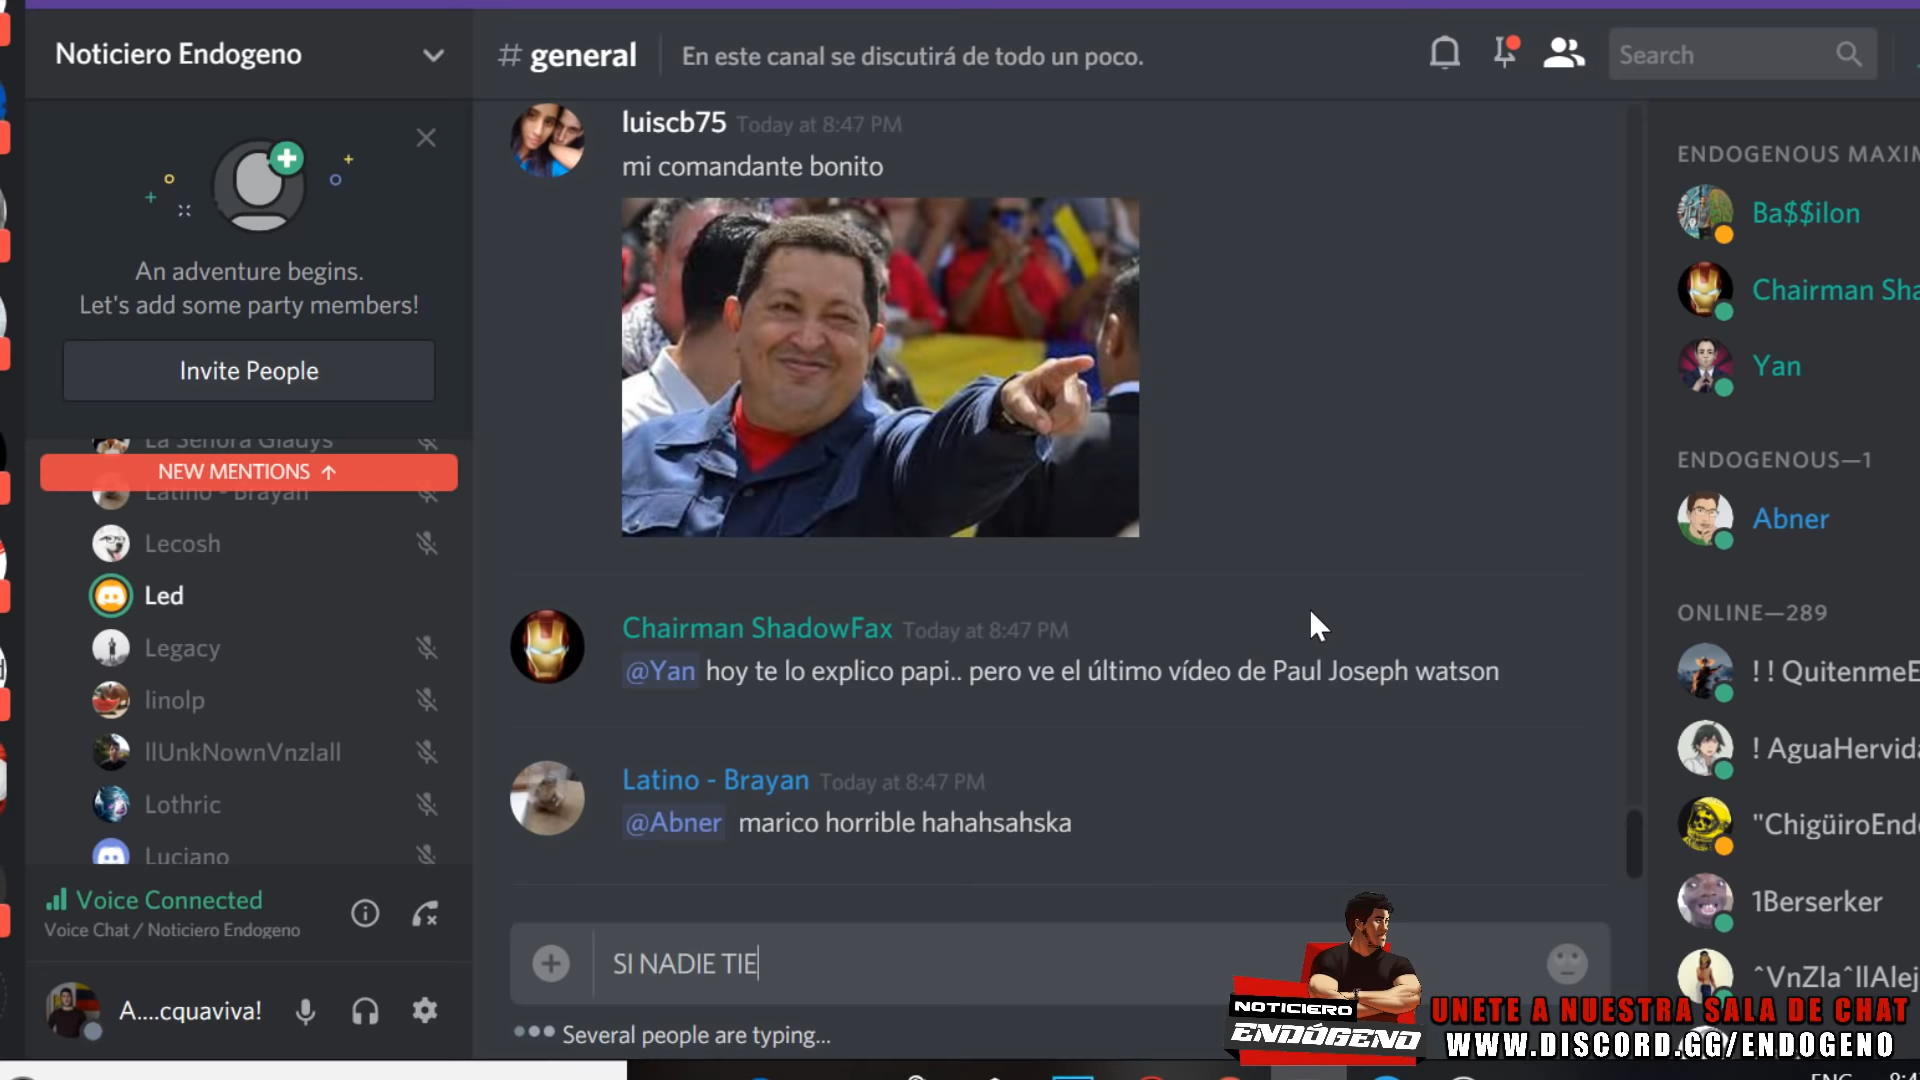 Noticiero Endogeno
An adventure begins.
Let's add some party members!
Invite People
La Señora Gladys
NEW MENTIONS ↑
Latino - Brayan
Lecosh
Led
Legacy
linolp
llUnkNownVnzlall
Lothric
Luciano
Voice Connected
Voice Chat / Noticiero Endogeno
A....cquaviva!
# general
En este canal se discutirá de todo un poco.
Search
luiscb75 Today at 8:47 PM
mi comandante bonito
Chairman ShadowFax Today at 8:47 PM
@Yan hoy te lo explico papi.. pero ve el último vídeo de Paul Joseph watson
Latino - Brayan Today at 8:47 PM
@Abner marico horrible hahahsahska
SI NADIE TIE
Several people are typing...
ENDOGENOUS MAXIM
Ba$$ilon
Chairman Sha
Yan
ENDOGENOUS—1
Abner
ONLINE—289
! ! QuitenmeE
! AguaHervida
"ChigüiroEndo
1Berserker
^VnZla^llAlej
NOTICIERO
ENDÓGENO
UNETE A NUESTRA SALA DE CHAT
WWW.DISCORD.GG/ENDOGENO
ENG